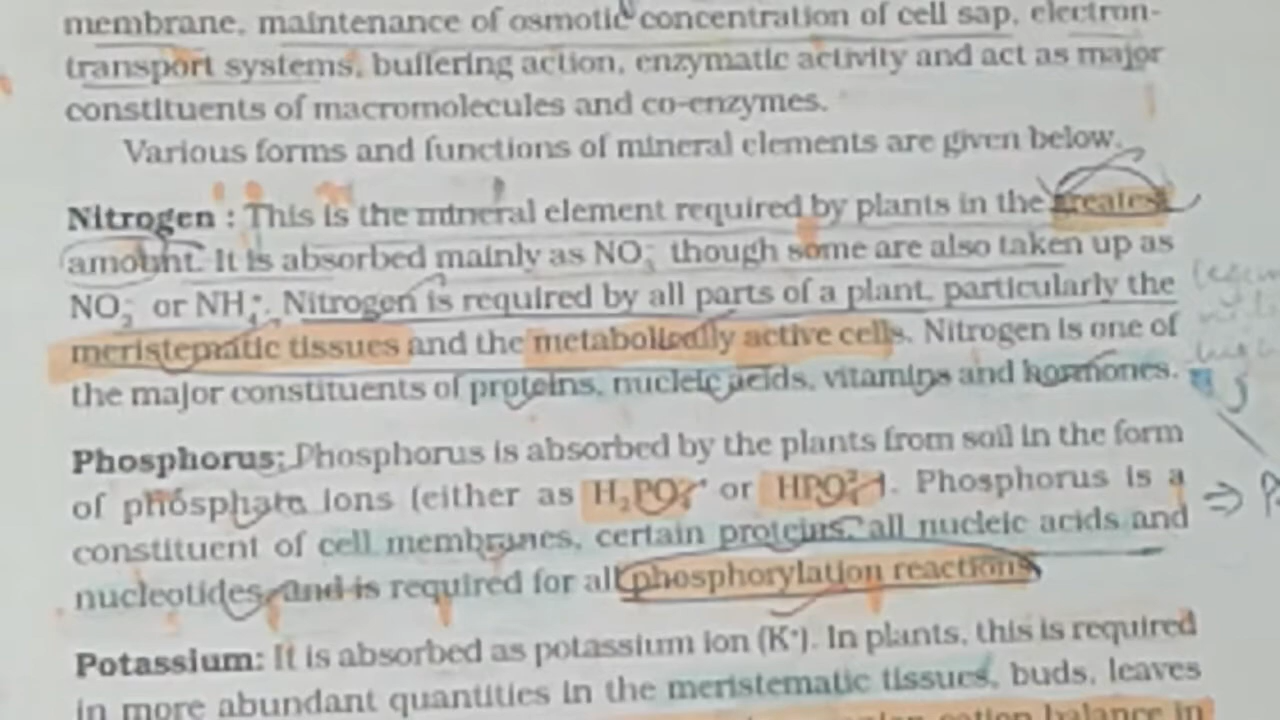 membrane, maintenance of osmotic concentration of cell sap, electron-
transport systems, buffering action, enzymatic activity and act as major
constituents of macromolecules and co-enzymes.
Various forms and functions of mineral elements are given below.
Nitrogen : This is the mineral element required by plants in the greatest
amount. It is absorbed mainly as NO₃⁻ though some are also taken up as
NO₂⁻ or NH₄⁺. Nitrogen is required by all parts of a plant, particularly the
meristematic tissues and the metabolically active cells. Nitrogen is one of
the major constituents of proteins, nucleic acids, vitamins and hormones.
Phosphorus: Phosphorus is absorbed by the plants from soil in the form
of phosphate ions (either as H₂PO₄⁻ or HPO₄²⁻). Phosphorus is a
constituent of cell membranes, certain proteins, all nucleic acids and
nucleotides, and is required for all phosphorylation reactions.
Potassium: It is absorbed as potassium ion (K⁺). In plants, this is required
in more abundant quantities in the meristematic tissues, buds, leaves
cation balance in